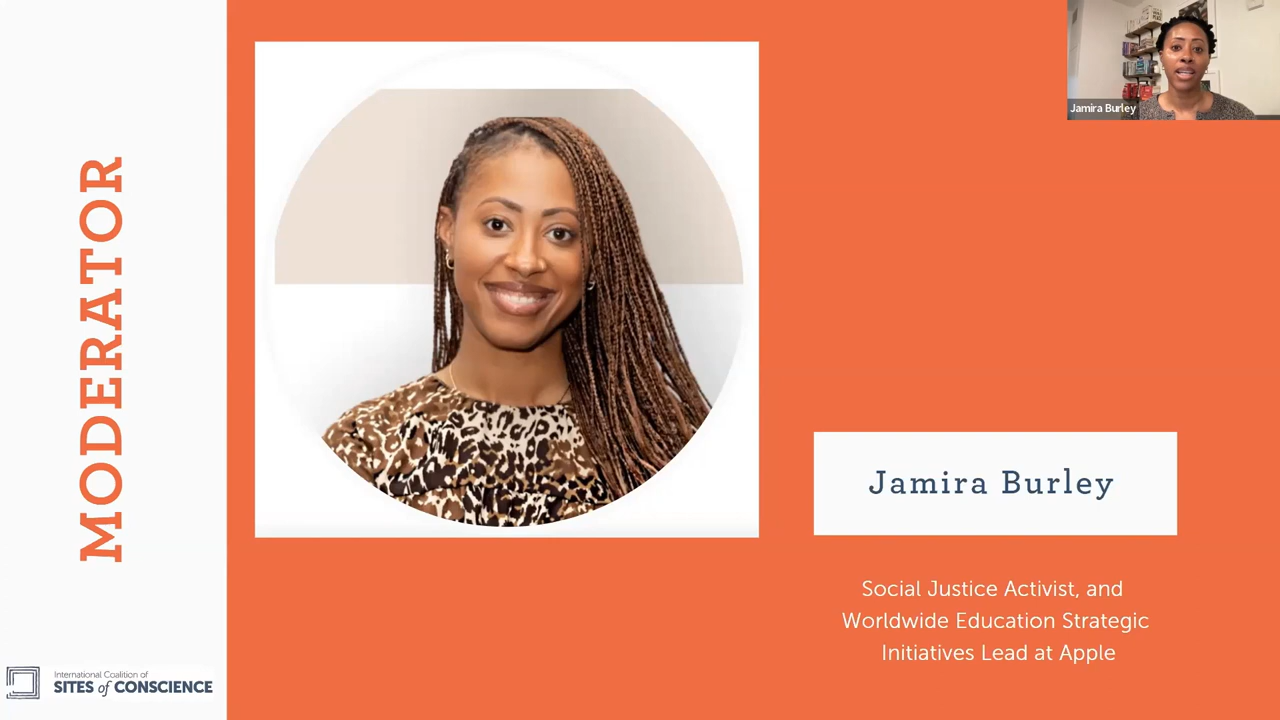 MODERATOR
Jamira Burley
Jamira Burley
Social Justice Activist, and
Worldwide Education Strategic
Initiatives Lead at Apple
International Coalition of
SITES of CONSCIENCE